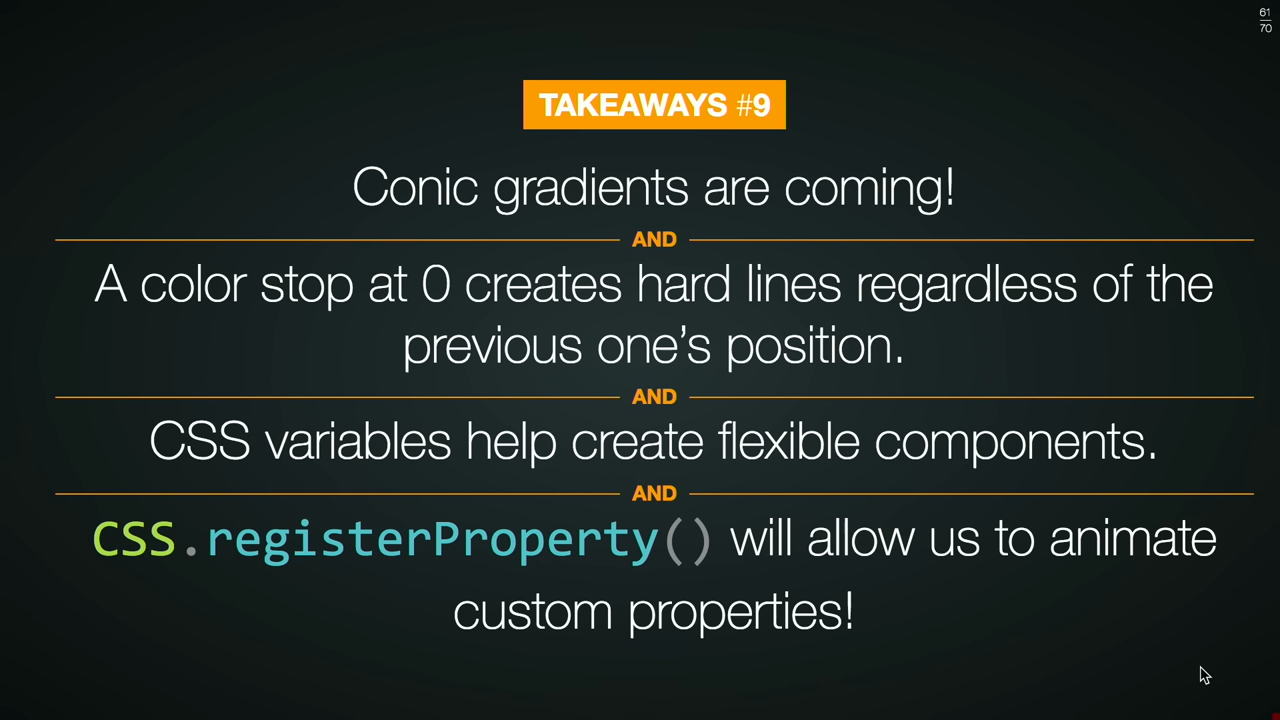 61
70
TAKEAWAYS #9
Conic gradients are coming!
AND
A color stop at 0 creates hard lines regardless of the
previous one’s position.
AND
CSS variables help create flexible components.
AND
CSS.registerProperty() will allow us to animate
custom properties!